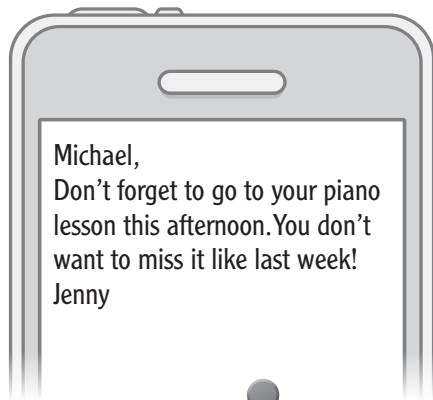 Michael,
Don’t forget to go to your piano
lesson this afternoon. You don’t
want to miss it like last week!
Jenny